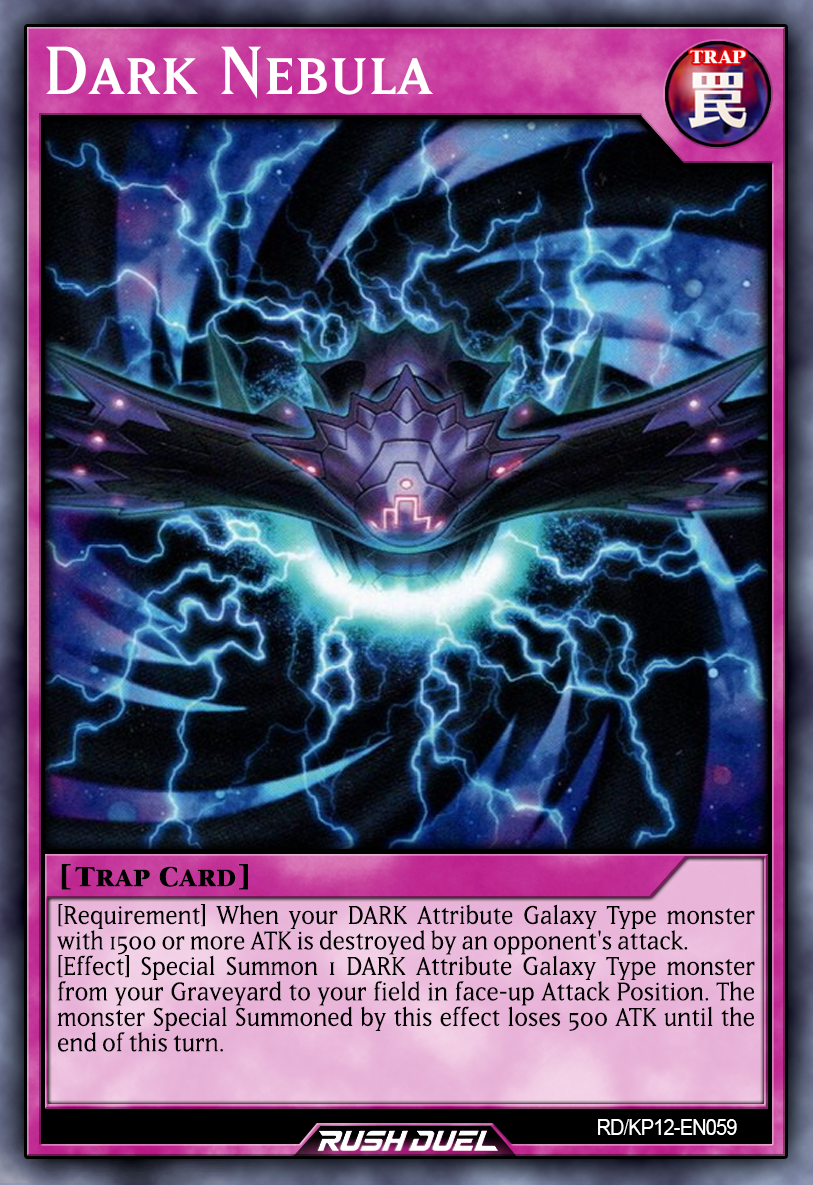 Dark Nebula
TRAP
罠
[Trap Card]
[Requirement] When your DARK Attribute Galaxy Type monster
with 1500 or more ATK is destroyed by an opponent's attack.
[Effect] Special Summon 1 DARK Attribute Galaxy Type monster
from your Graveyard to your field in face-up Attack Position. The
monster Special Summoned by this effect loses 500 ATK until the
end of this turn.
RD/KP12-EN059
RUSH DUEL